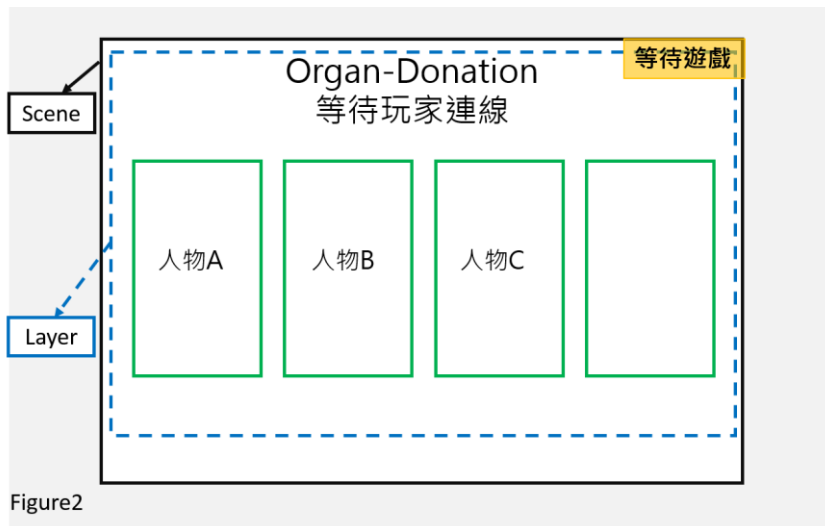 等待遊戲
Organ-Donation
等待玩家連線
Scene
人物A
人物B
人物C
Layer
Figure2